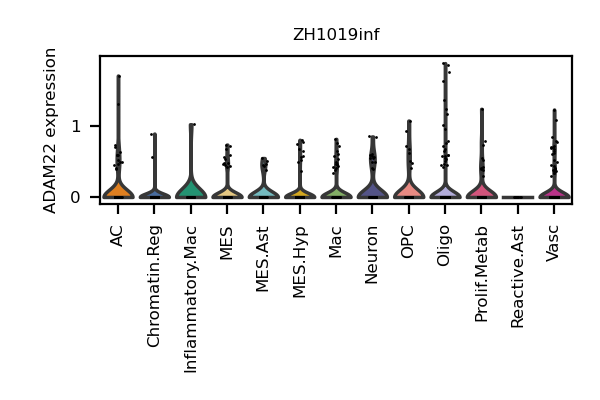 ZH1019inf
ADAM22 expression
1
0
AC
Chromatin.Reg
Inflammatory.Mac
MES
MES.Ast
MES.Hyp
Mac
Neuron
OPC
Oligo
Prolif.Metab
Reactive.Ast
Vasc